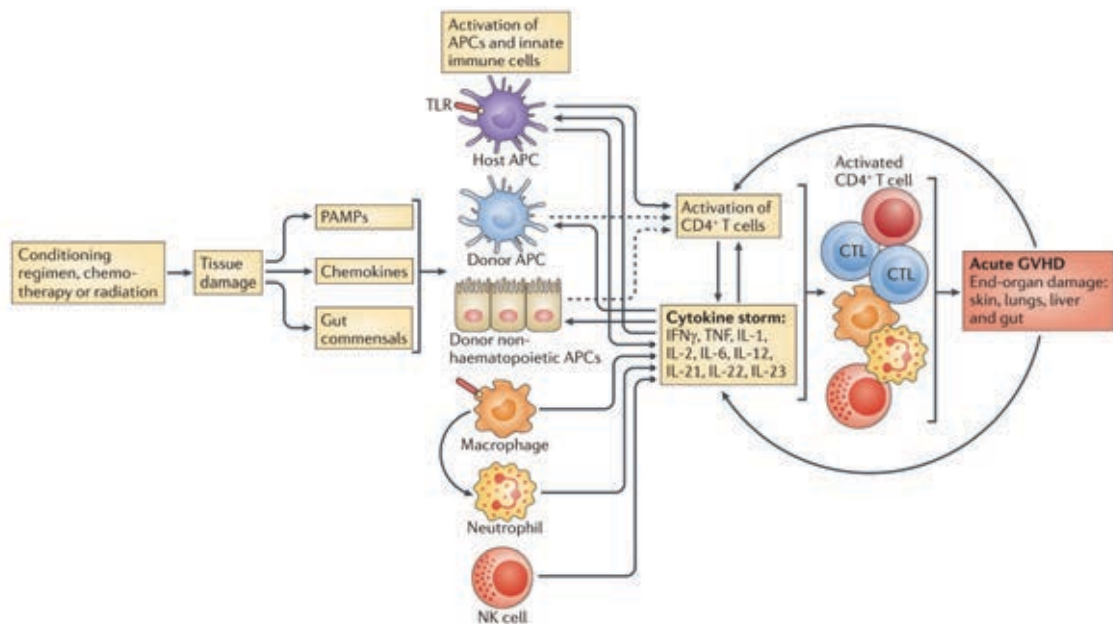 Activation of
APCs and innate
immune cells
TLR
Host APC
Conditioning
regimen, chemo-
therapy or radiation
Tissue
damage
PAMPs
Chemokines
Gut
commensals
Donor APC
Donor non-
haematopoietic APCs
Macrophage
Neutrophil
NK cell
Activation of
CD4⁺ T cells
Cytokine storm:
IFNγ, TNF, IL-1,
IL-2, IL-6, IL-12,
IL-21, IL-22, IL-23
Activated
CD4⁺ T cell
CTL
CTL
Acute GVHD
End-organ damage:
skin, lungs, liver
and gut